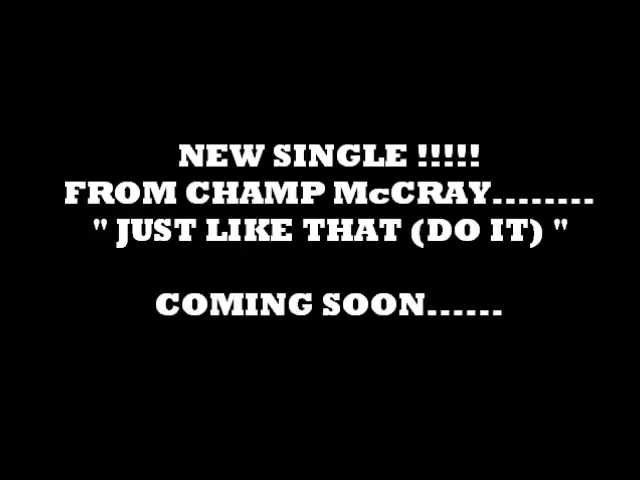 NEW SINGLE !!!!!
FROM CHAMP McCRAY........
" JUST LIKE THAT (DO IT) "
COMING SOON......